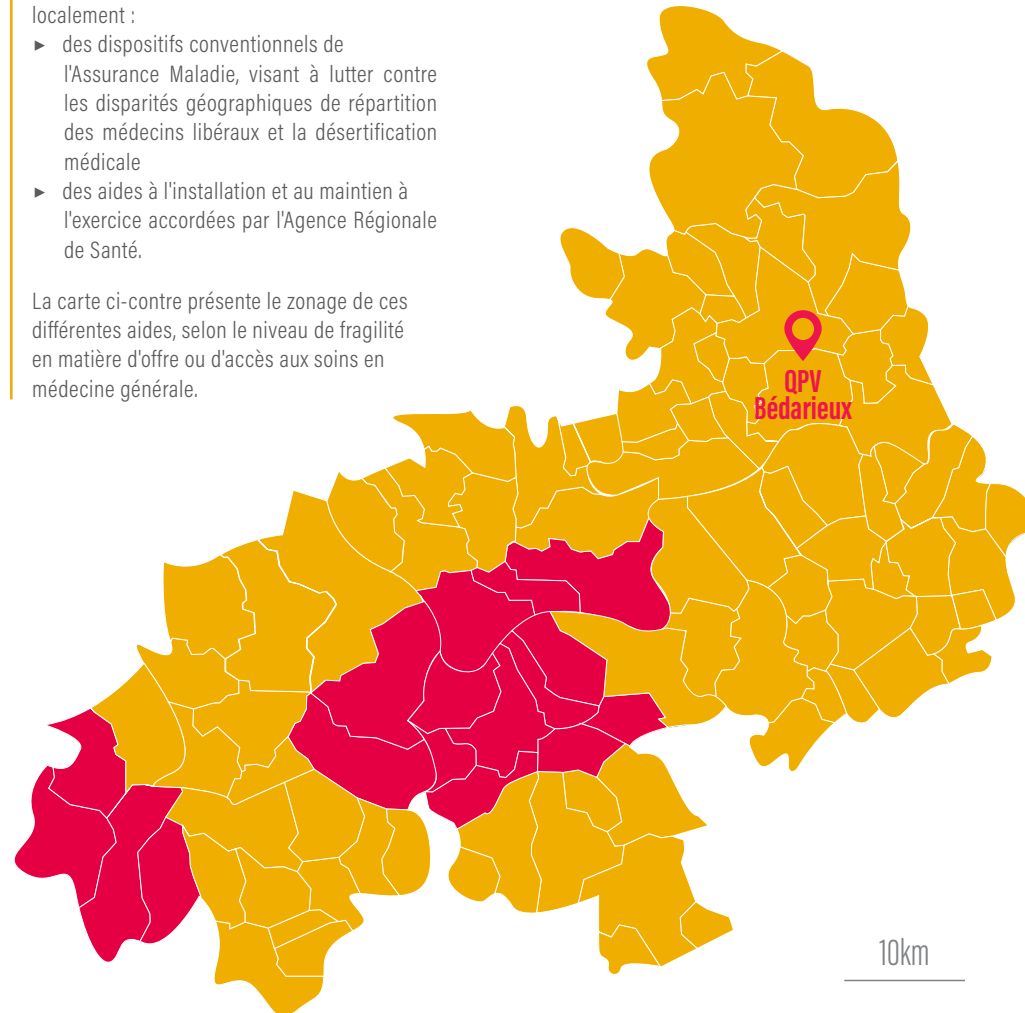 localement :
► des dispositifs conventionnels de
l'Assurance Maladie, visant à lutter contre
les disparités géographiques de répartition
des médecins libéraux et la désertification
médicale
► des aides à l'installation et au maintien à
l'exercice accordées par l'Agence Régionale
de Santé.
La carte ci-contre présente le zonage de ces
différentes aides, selon le niveau de fragilité
en matière d'offre ou d'accès aux soins en
médecine générale.
QPV
Bédarieux
10km